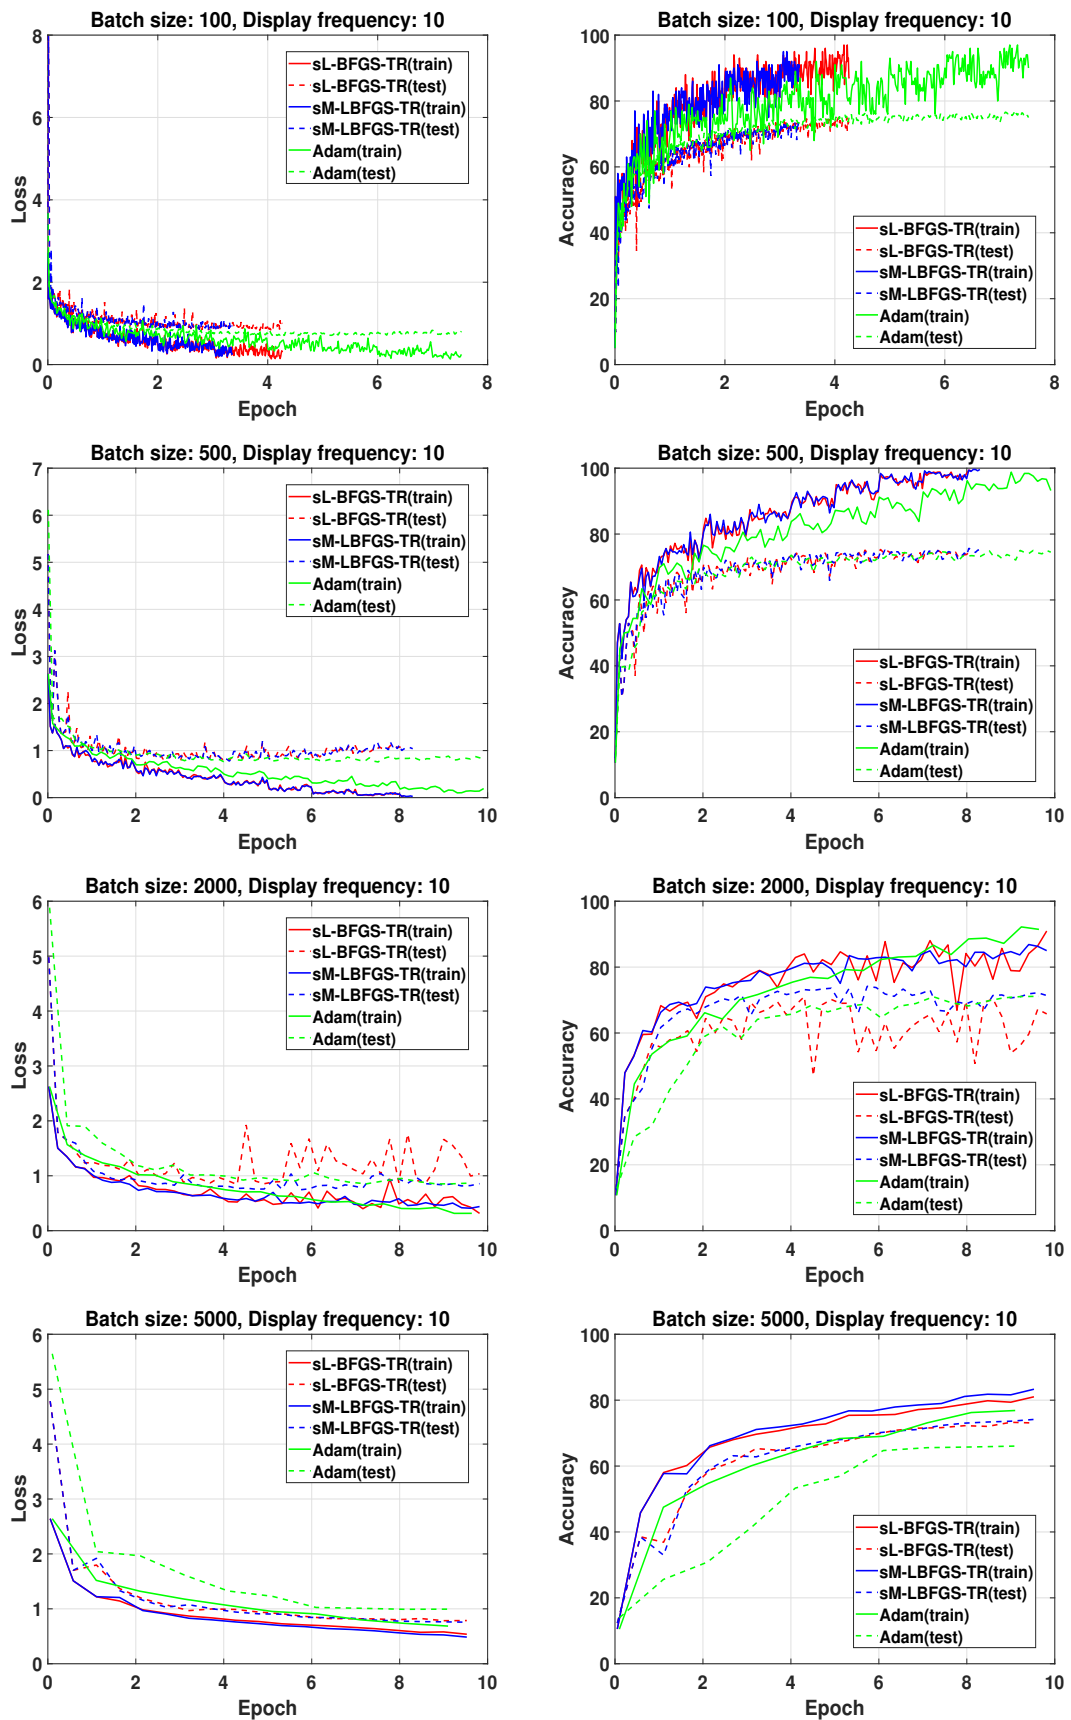 Batch size: 100, Display frequency: 10
8
6
4
2
0
0 2 4 6 8
Loss
Epoch
sL-BFGS-TR(train)
sL-BFGS-TR(test)
sM-LBFGS-TR(train)
sM-LBFGS-TR(test)
Adam(train)
Adam(test)
Batch size: 100, Display frequency: 10
100
80
60
40
20
0
0 2 4 6 8
Accuracy
Epoch
sL-BFGS-TR(train)
sL-BFGS-TR(test)
sM-LBFGS-TR(train)
sM-LBFGS-TR(test)
Adam(train)
Adam(test)
Batch size: 500, Display frequency: 10
7
6
5
4
3
2
1
0
0 2 4 6 8 10
Loss
Epoch
sL-BFGS-TR(train)
sL-BFGS-TR(test)
sM-LBFGS-TR(train)
sM-LBFGS-TR(test)
Adam(train)
Adam(test)
Batch size: 500, Display frequency: 10
100
80
60
40
20
0
0 2 4 6 8 10
Accuracy
Epoch
sL-BFGS-TR(train)
sL-BFGS-TR(test)
sM-LBFGS-TR(train)
sM-LBFGS-TR(test)
Adam(train)
Adam(test)
Batch size: 2000, Display frequency: 10
6
5
4
3
2
1
0
0 2 4 6 8 10
Loss
Epoch
sL-BFGS-TR(train)
sL-BFGS-TR(test)
sM-LBFGS-TR(train)
sM-LBFGS-TR(test)
Adam(train)
Adam(test)
Batch size: 2000, Display frequency: 10
100
80
60
40
20
0
0 2 4 6 8 10
Accuracy
Epoch
sL-BFGS-TR(train)
sL-BFGS-TR(test)
sM-LBFGS-TR(train)
sM-LBFGS-TR(test)
Adam(train)
Adam(test)
Batch size: 5000, Display frequency: 10
6
5
4
3
2
1
0
0 2 4 6 8 10
Loss
Epoch
sL-BFGS-TR(train)
sL-BFGS-TR(test)
sM-LBFGS-TR(train)
sM-LBFGS-TR(test)
Adam(train)
Adam(test)
Batch size: 5000, Display frequency: 10
100
80
60
40
20
0
0 2 4 6 8 10
Accuracy
Epoch
sL-BFGS-TR(train)
sL-BFGS-TR(test)
sM-LBFGS-TR(train)
sM-LBFGS-TR(test)
Adam(train)
Adam(test)